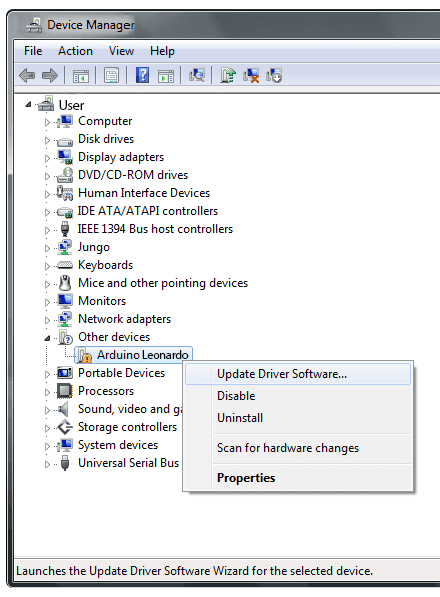 Device Manager
File Action View Help
User
Computer
Disk drives
Display adapters
DVD/CD-ROM drives
Human Interface Devices
IDE ATA/ATAPI controllers
IEEE 1394 Bus host controllers
Jungo
Keyboards
Mice and other pointing devices
Monitors
Network adapters
Other devices
Arduino Leonardo
Portable Devices
Processors
Sound, video and
Storage controllers
System devices
Universal Serial Bus
Update Driver Software...
Disable
Uninstall
Scan for hardware changes
Properties
Launches the Update Driver Software Wizard for the selected device.